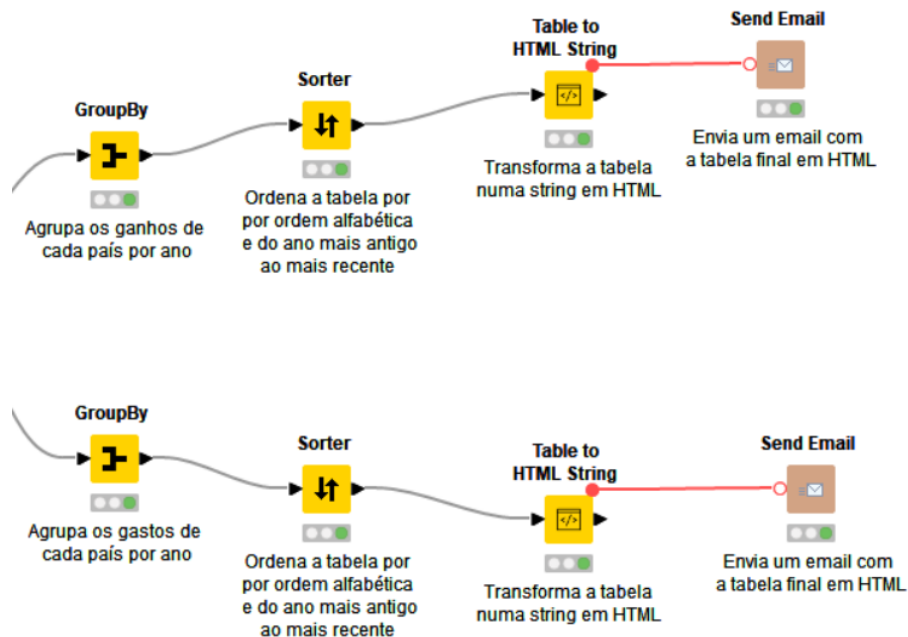 GroupBy
Agrupa os ganhos de
cada país por ano
Sorter
Ordena a tabela por
por ordem alfabética
e do ano mais antigo
ao mais recente
Table to
HTML String
Transforma a tabela
numa string em HTML
Send Email
Envia um email com
a tabela final em HTML
GroupBy
Agrupa os gastos de
cada país por ano
Sorter
Ordena a tabela por
por ordem alfabética
e do ano mais antigo
ao mais recente
Table to
HTML String
Transforma a tabela
numa string em HTML
Send Email
Envia um email com
a tabela final em HTML